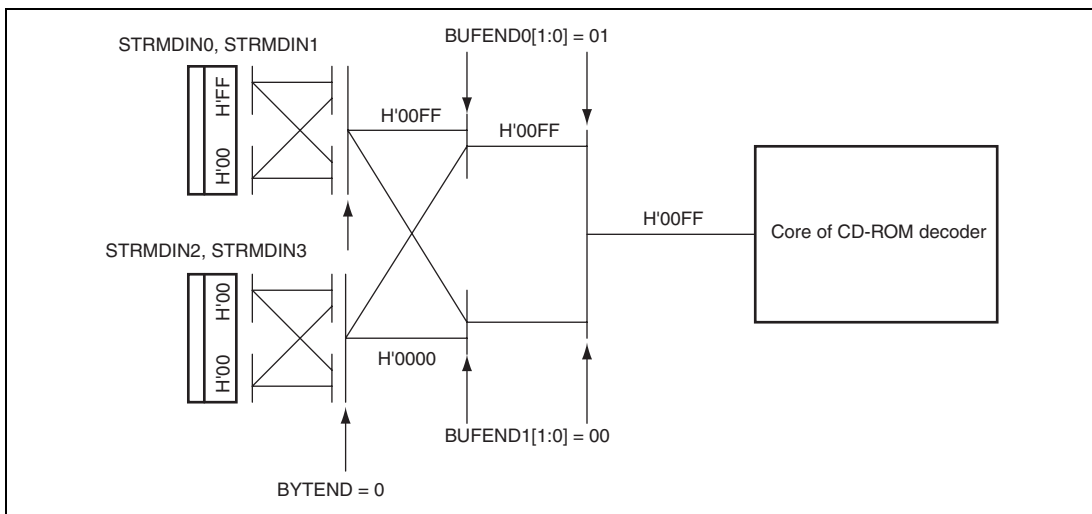 STRMDIN0, STRMDIN1
H'FF
H'00
BUFEND0[1:0] = 01
H'00FF
H'00FF
H'00FF
Core of CD-ROM decoder
STRMDIN2, STRMDIN3
H'00
H'00
H'0000
BUFEND1[1:0] = 00
BYTEND = 0